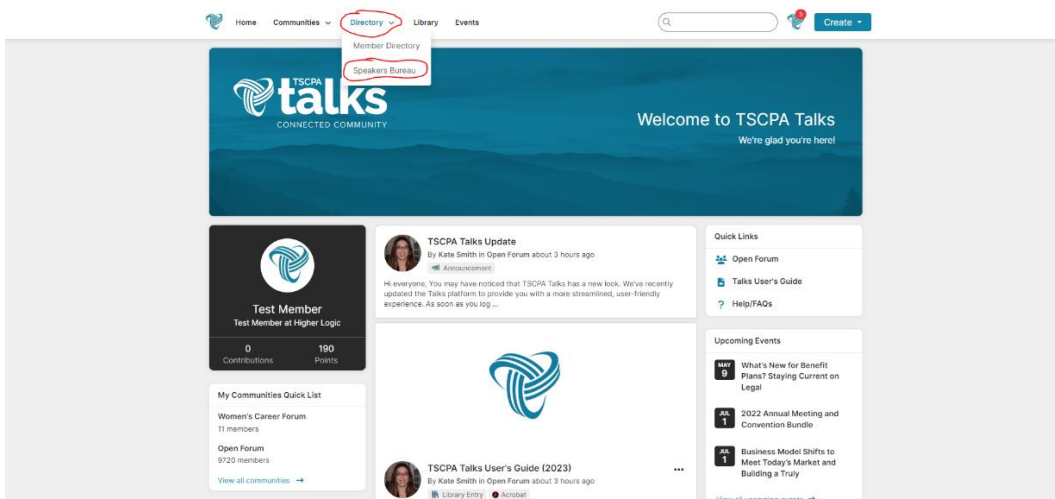 Home Communities Directory Library Events
3
Create
Member Directory
Speakers Bureau
TSCPA
talks
CONNECTED COMMUNITY
Welcome to TSCPA Talks
We're glad you're here!
Test Member
Test Member at Higher Logic
0 190
Contributions Points
My Communities Quick List
Women's Career Forum
11 members
Open Forum
9720 members
View all communities →
TSCPA Talks Update
By Kate Smith in Open Forum about 3 hours ago
Announcement
Hi everyone, You may have noticed that TSCPA Talks has a new look. We've recently
updated the Talks platform to provide you with a more streamlined, user-friendly
experience. As soon as you log ...
TSCPA Talks User's Guide (2023)
By Kate Smith in Open Forum about 3 hours ago
Library Entry Acrobat
Quick Links
Open Forum
Talks User's Guide
? Help/FAQs
Upcoming Events
MAY
9
What's New for Benefit
Plans? Staying Current on
Legal
JUL
1
2022 Annual Meeting and
Convention Bundle
JUL
1
Business Model Shifts to
Meet Today's Market and
Building a Truly
View all upcoming events →